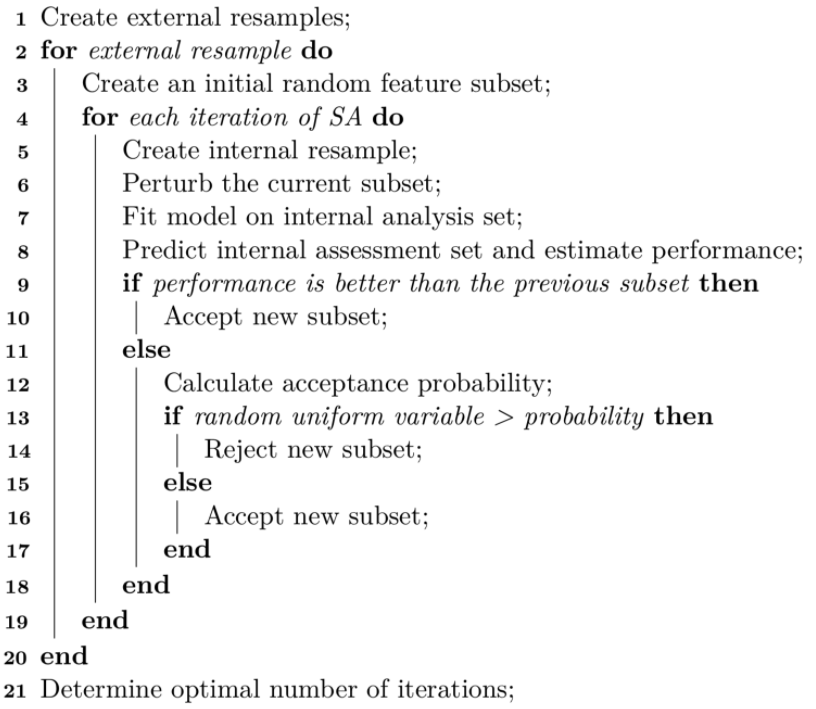 1 Create external resamples;
2 for external resample do
3 Create an initial random feature subset;
4 for each iteration of SA do
5 Create internal resample;
6 Perturb the current subset;
7 Fit model on internal analysis set;
8 Predict internal assessment set and estimate performance;
9 if performance is better than the previous subset then
10 Accept new subset;
11 else
12 Calculate acceptance probability;
13 if random uniform variable > probability then
14 Reject new subset;
15 else
16 Accept new subset;
17 end
18 end
19 end
20 end
21 Determine optimal number of iterations;